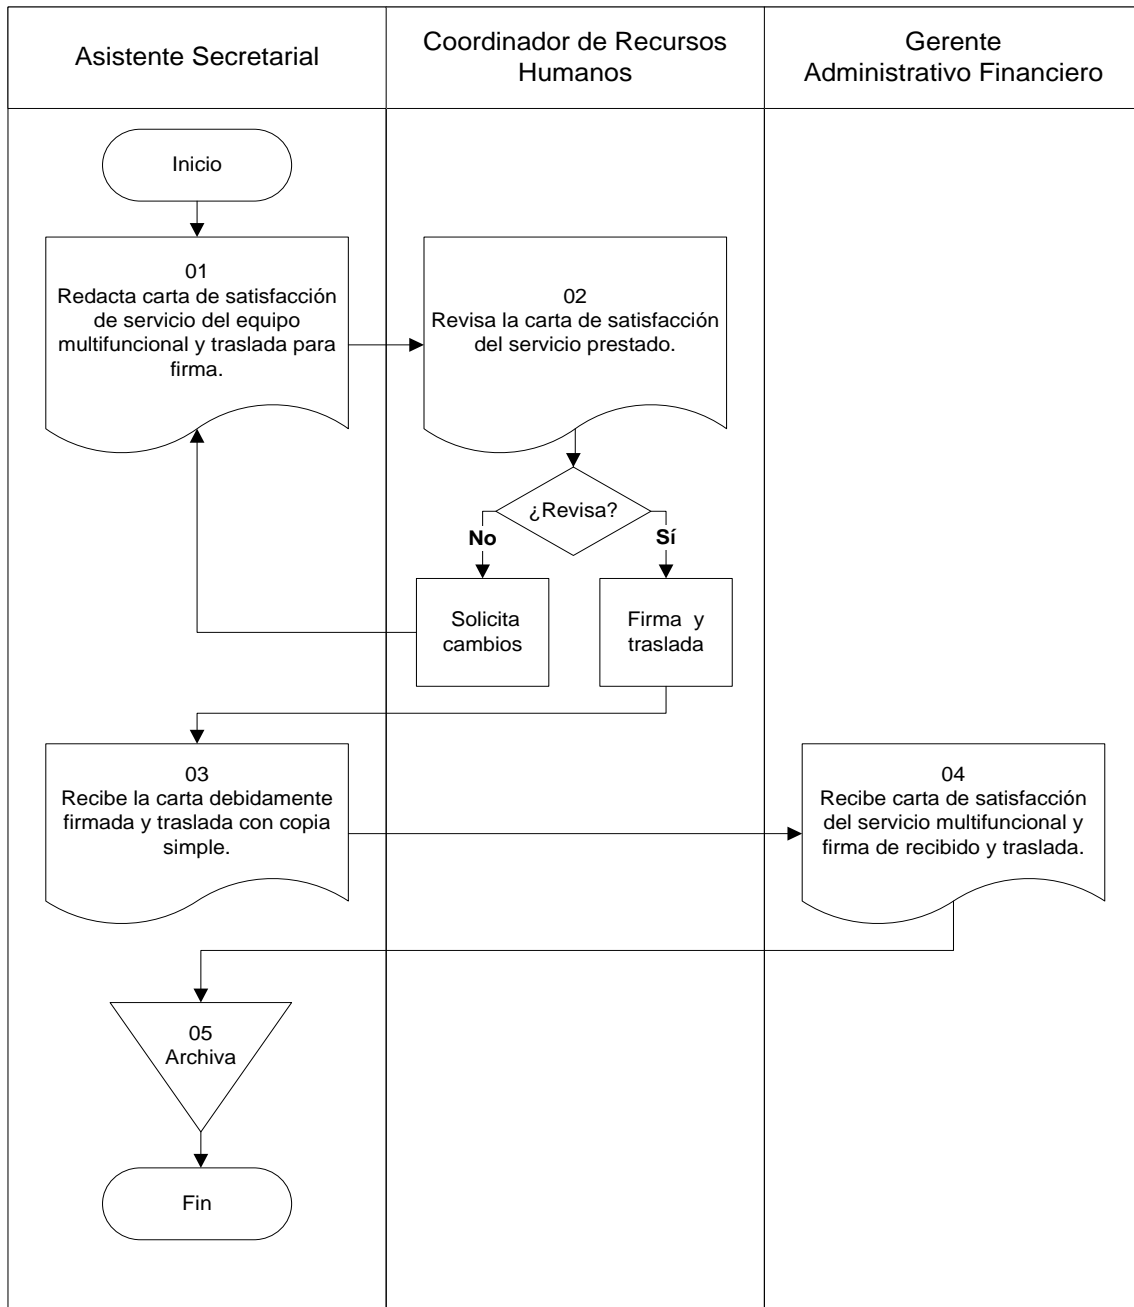 Asistente Secretarial
Coordinador de Recursos
Humanos
Gerente
Administrativo Financiero
Inicio
01
Redacta carta de satisfacción
de servicio del equipo
multifuncional y traslada para
firma.
02
Revisa la carta de satisfacción
del servicio prestado.
¿Revisa?
No
Sí
Solicita
cambios
Firma y
traslada
03
Recibe la carta debidamente
firmada y traslada con copia
simple.
04
Recibe carta de satisfacción
del servicio multifuncional y
firma de recibido y traslada.
05
Archiva
Fin